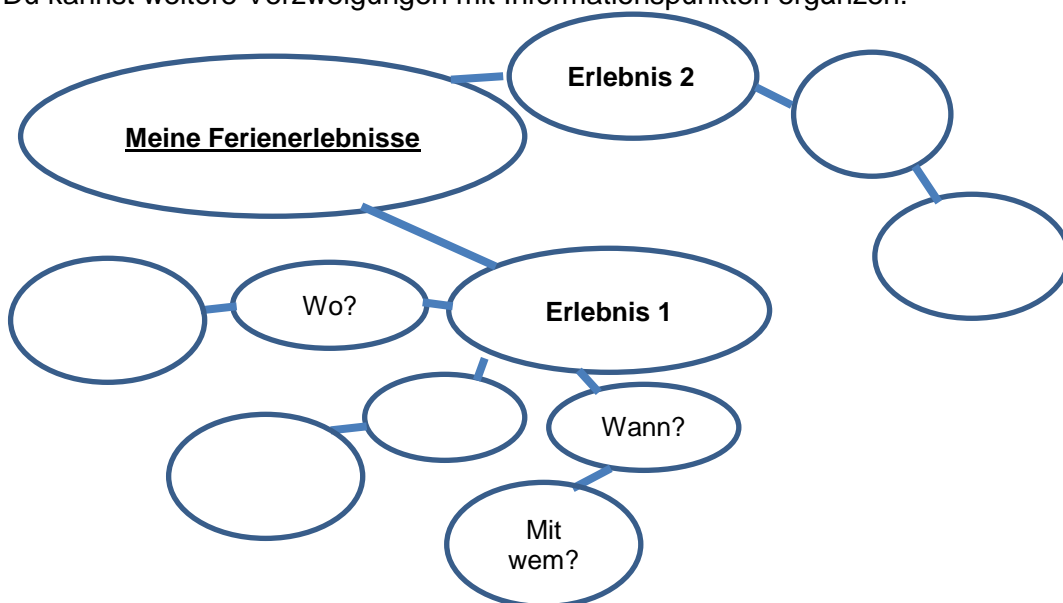 Du kannst weitere Verzweigungen mit Informationspunkten ergänzen.
Erlebnis 2
Meine Ferienerlebnisse
Wo?
Erlebnis 1
Wann?
Mit
wem?